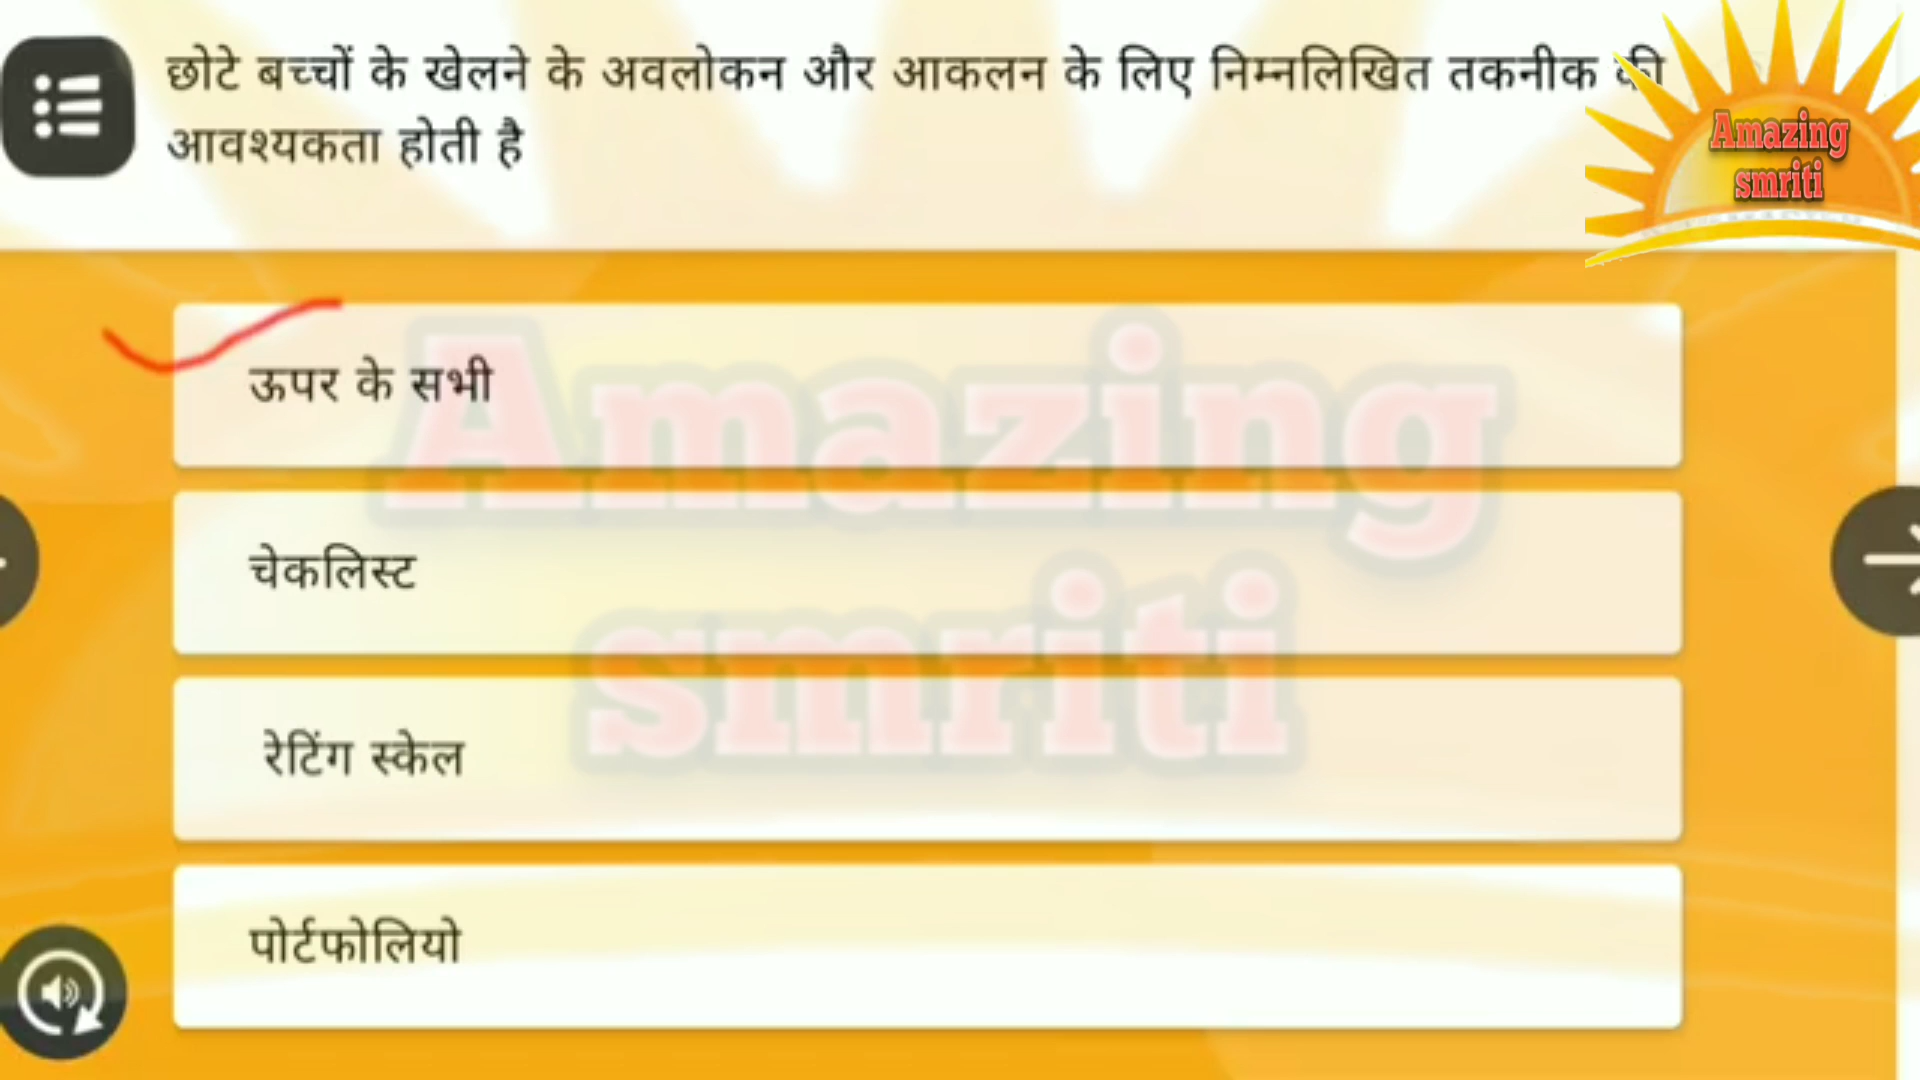 छोटे बच्चों के खेलने के अवलोकन और आकलन के लिए निम्नलिखित तकनीक की
आवश्यकता होती है
Amazing
smriti
ऊपर के सभी
चेकलिस्ट
रेटिंग स्केल
पोर्टफोलियो
Amazing
smriti